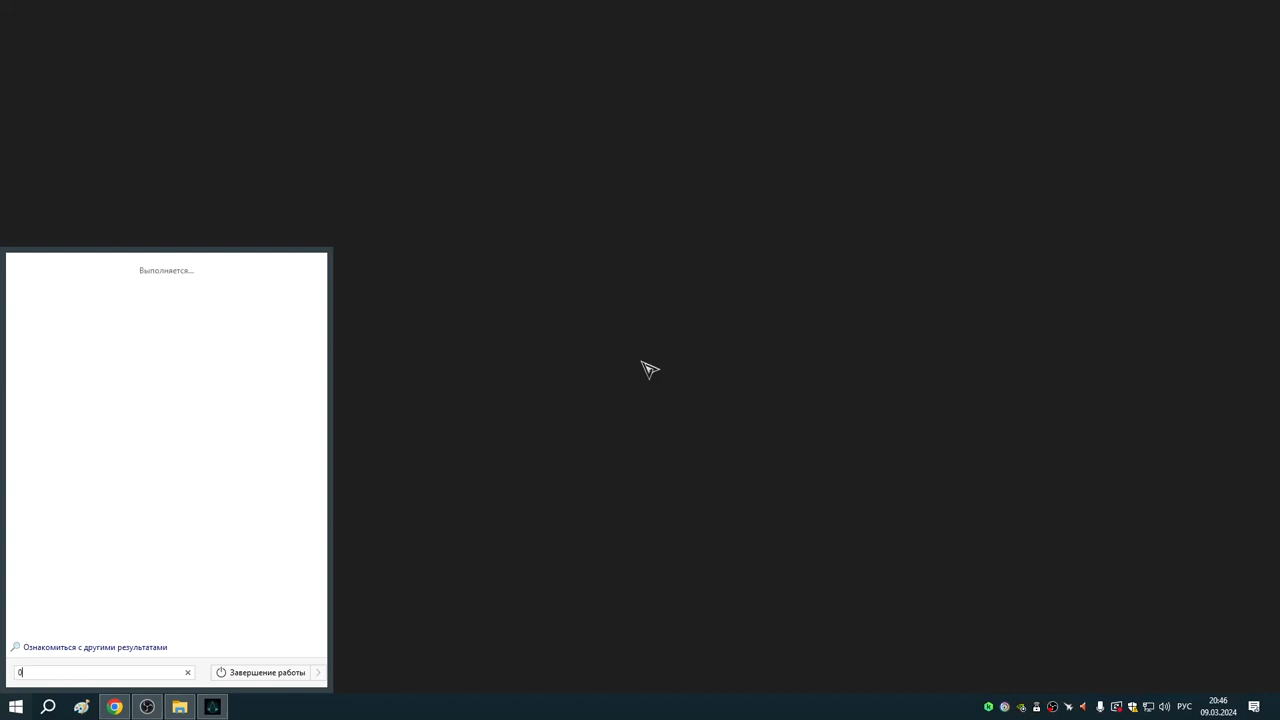 Выполняется...
Ознакомиться с другими результатами
0
Завершение работы
РУС
20:46
09.03.2024